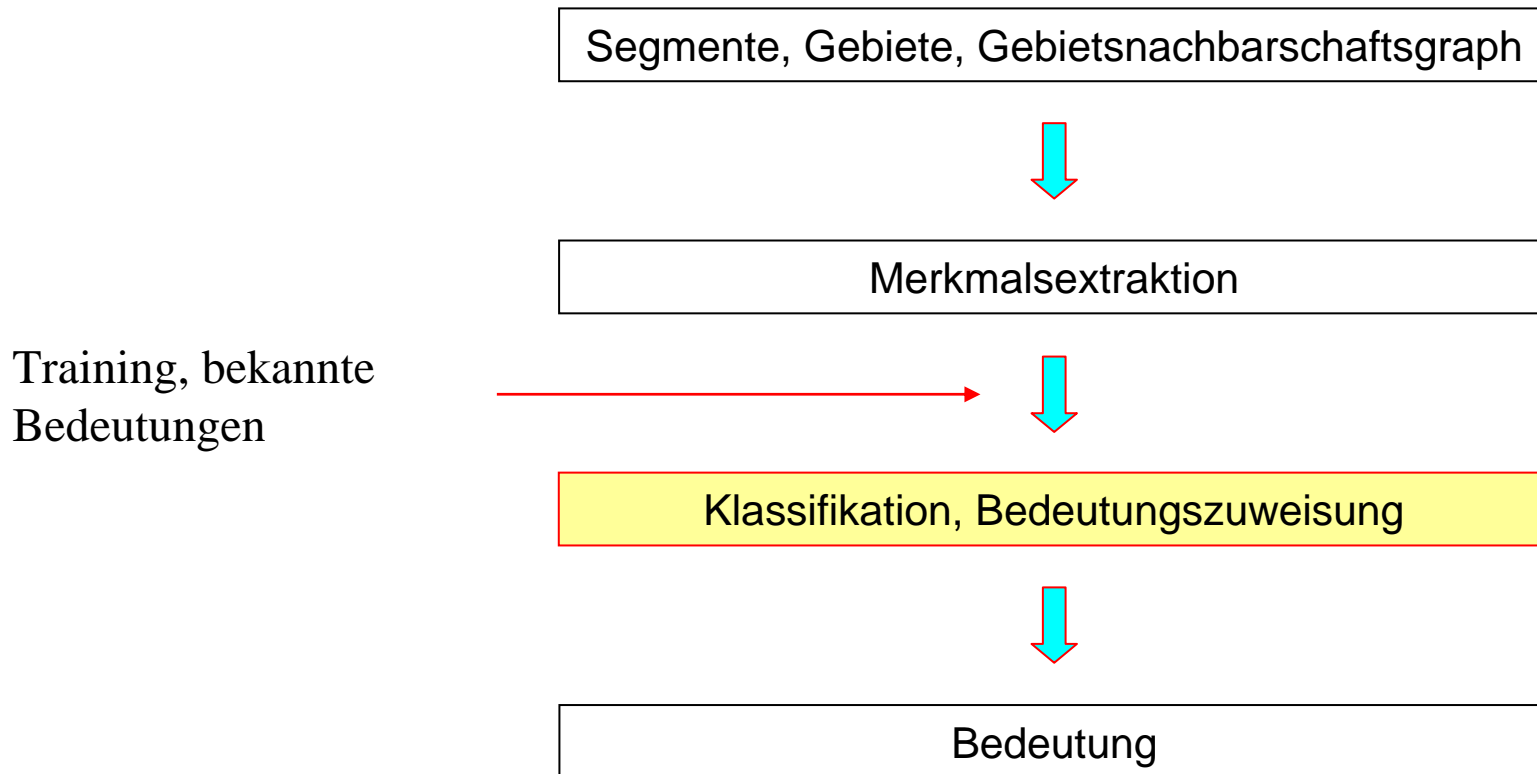 Segmente, Gebiete, Gebietsnachbarschaftsgraph
Merkmalsextraktion
Training, bekannte
Bedeutungen
Klassifikation, Bedeutungszuweisung
Bedeutung